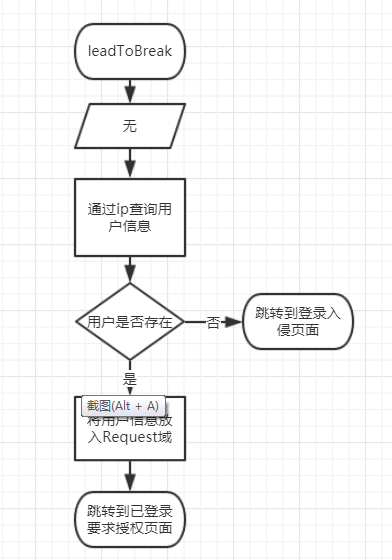 leadToBreak
无
通过ip查询用
户信息
用户是否存在
否
跳转到登录入
侵页面
是
截图(Alt + A)
将用户信息放
入Request域
跳转到已登录
要求授权页面